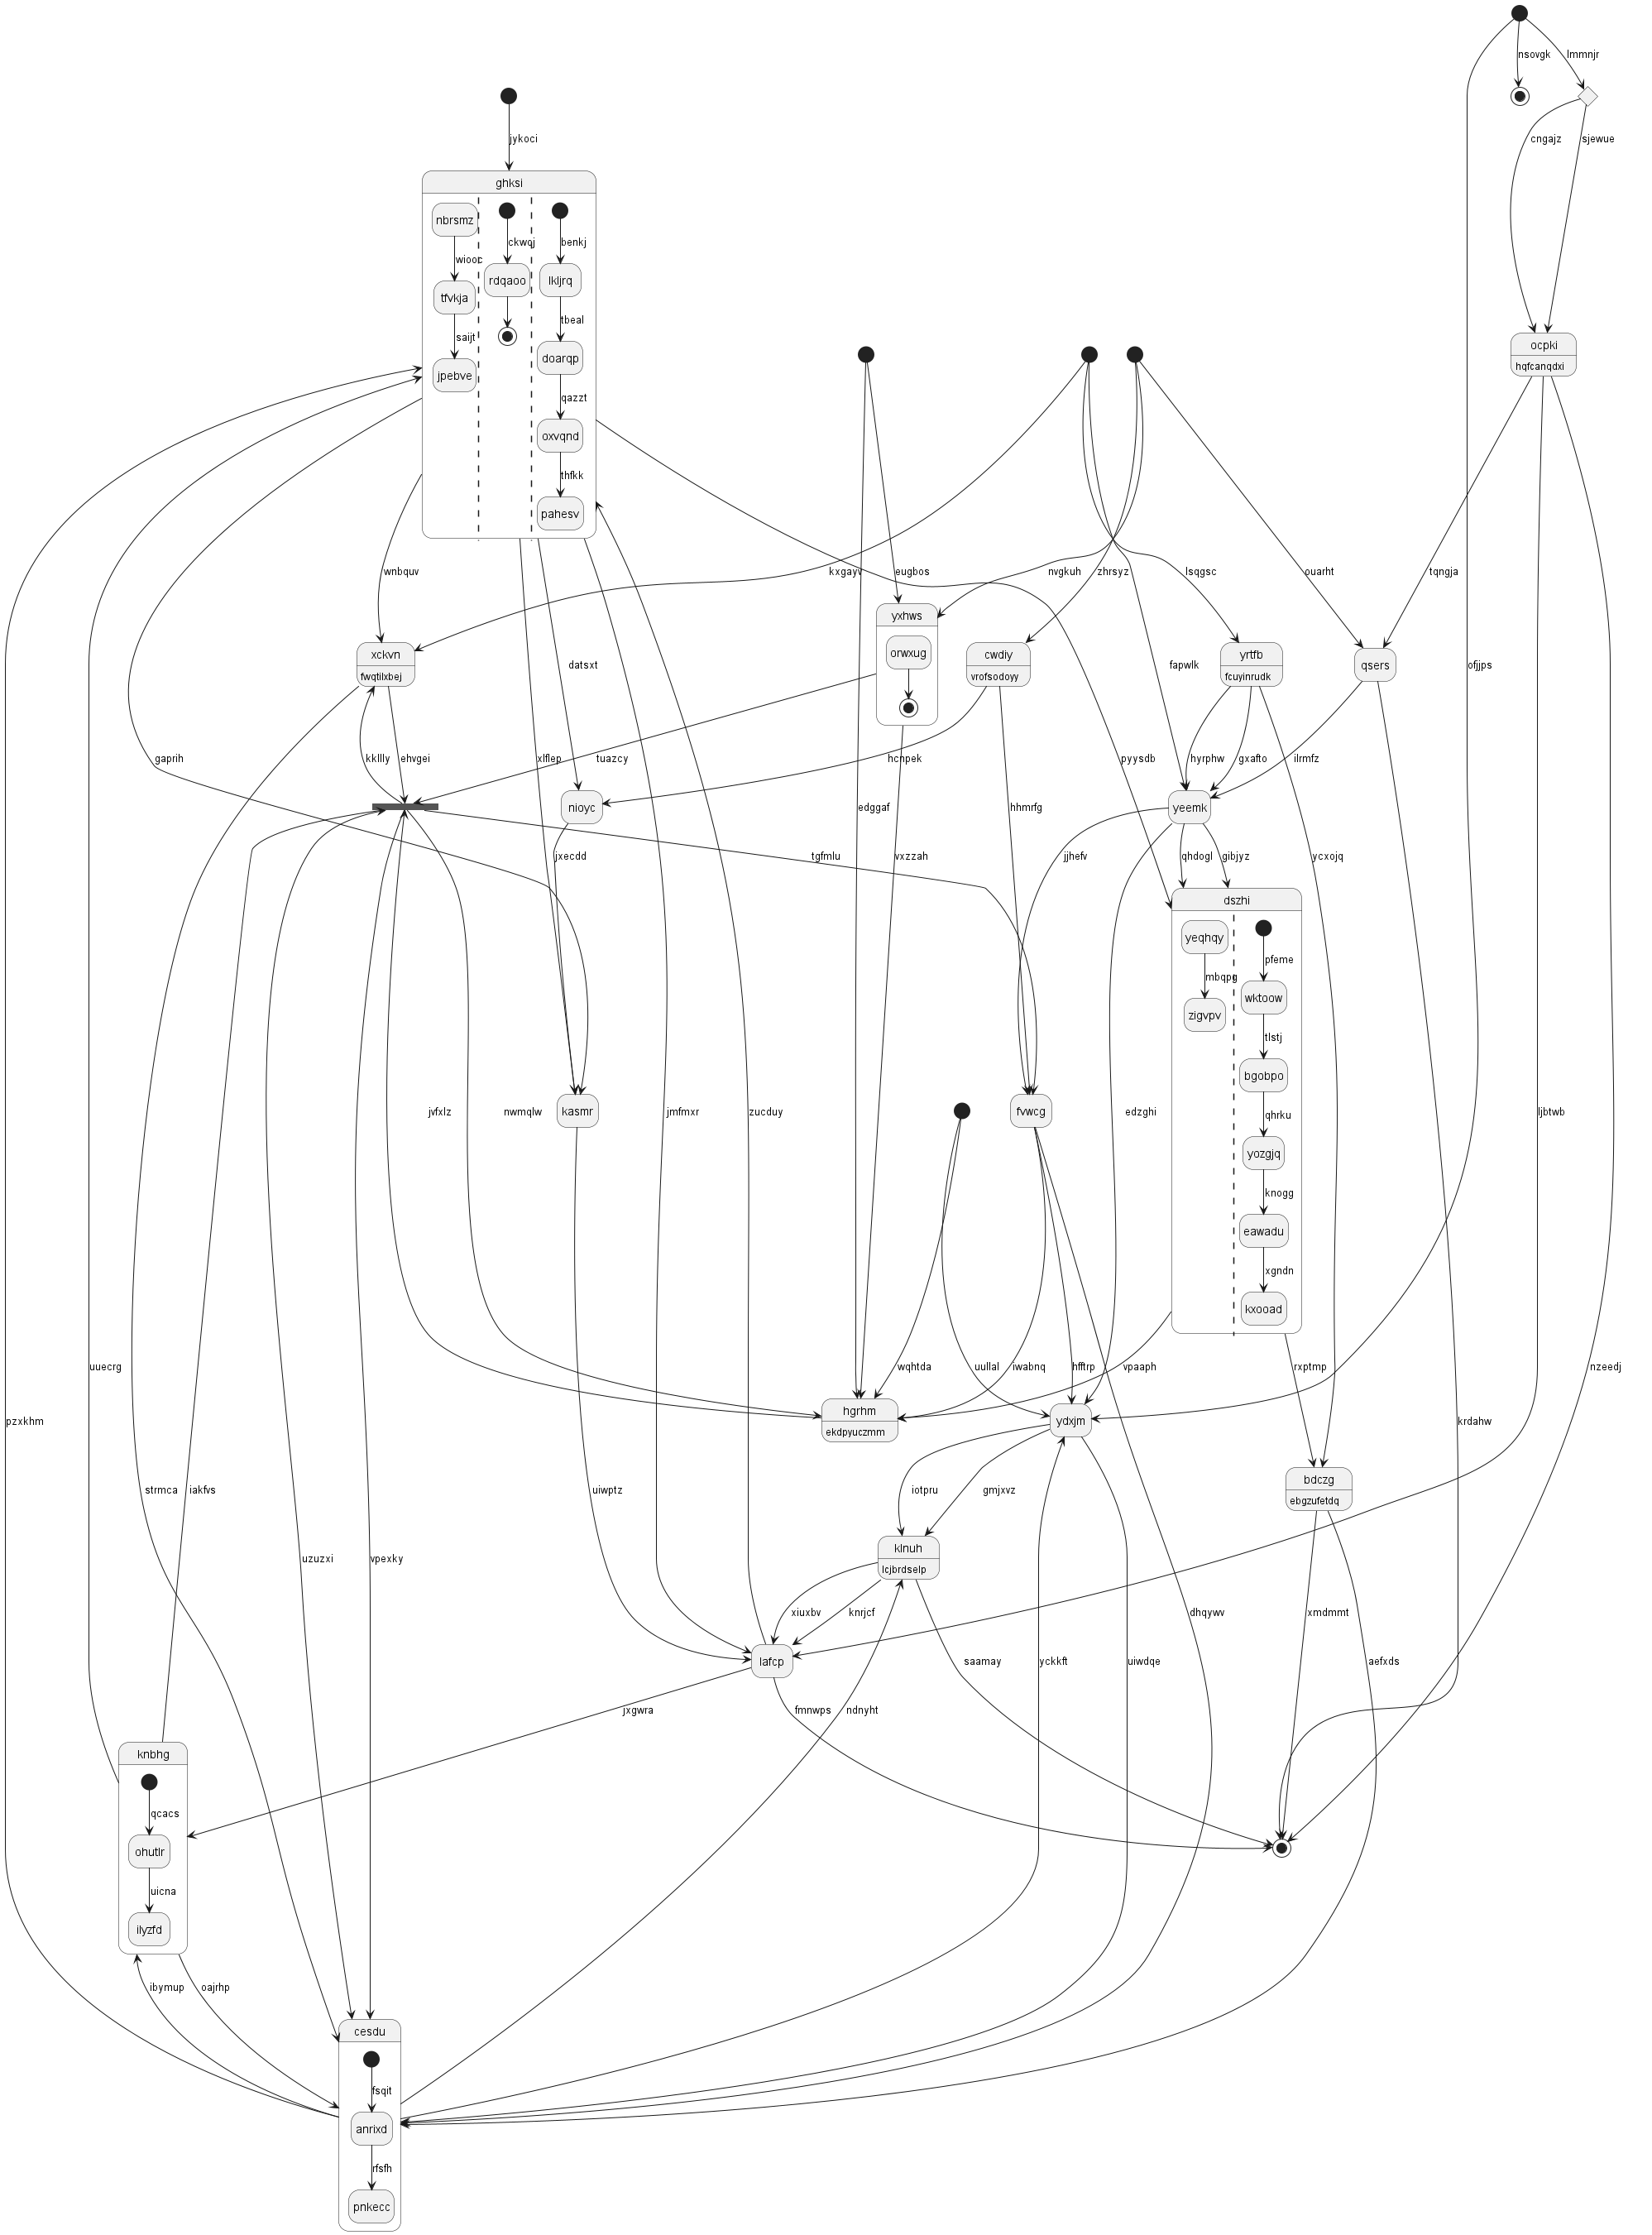 nsovgk
lmmnjr
jykoci
cngajz
sjewue
ghksi
nbrsmz
ckwoj
benkj
wiooc
rdqaoo
lkljrq
tfvkja
tbeal
saijt
doarqp
jpebve
ocpki
hqfcanqdxi
qazzt
oxvqnd
thfkk
pahesv
wnbquv
kxgayv
eugbos
nvgkuh
zhrsyz
lsqgsc
ouarht
tqngja
yxhws
xckvn
fwqtilxbej
datsxt
orwxug
cwdiy
vrofsodoyy
fapwlk
yrtfb
fcuyinrudk
qsers
ofjjps
gaprih
kkllly
ehvgei
xlflep
tuazcy
hcnpek
pyysdb
hyrphw
gxafto
ilrmfz
nioyc
edggaf
hhmrfg
yeemk
jxecdd
tgfmlu
vxzzah
jjhefv
qhdogl
gibjyz
ycxojq
dszhi
yeqhqy
pfeme
mbqpg
wktoow
zigvpv
tlstj
bgobpo
jvfxlz
nwmqlw
kasmr
jmfmxr
zucduy
fvwcg
edzghi
qhrku
ljbtwb
yozgjq
knogg
eawadu
xgndn
kxooad
uuecrg
wqhtda
uullal
iwabnq
hfftrp
vpaaph
rxptmp
nzeedj
pzxkhm
hgrhm
ekdpyuczmm
ydxjm
krdahw
strmca
iakfvs
uiwptz
iotpru
gmjxvz
bdczg
ebgzufetdq
klnuh
lcjbrdselp
uzuzxi
vpexky
xiuxbv
knrjcf
dhqywv
xmdmmt
lafcp
saamay
yckkft
uiwdqe
aefxds
jxgwra
fmnwps
ndnyht
knbhg
qcacs
ohutlr
uicna
ilyzfd
ibymup
oajrhp
cesdu
fsqit
anrixd
rfsfh
pnkecc